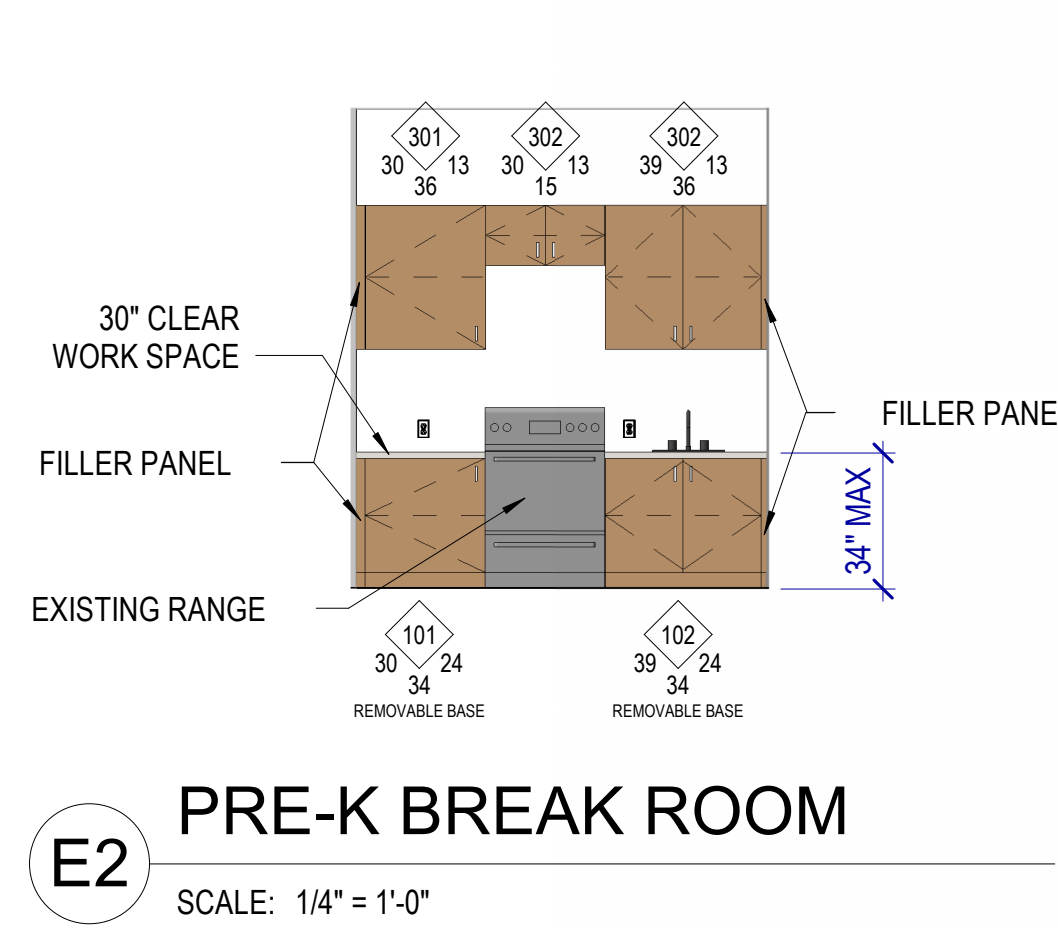 301
30 13
36
302
30 13
15
302
39 13
36
30" CLEAR
WORK SPACE
FILLER PANEL
EXISTING RANGE
FILLER PANE
34" MAX
101
30 24
34
REMOVABLE BASE
102
39 24
34
REMOVABLE BASE
E2
PRE-K BREAK ROOM
SCALE: 1/4" = 1'-0"